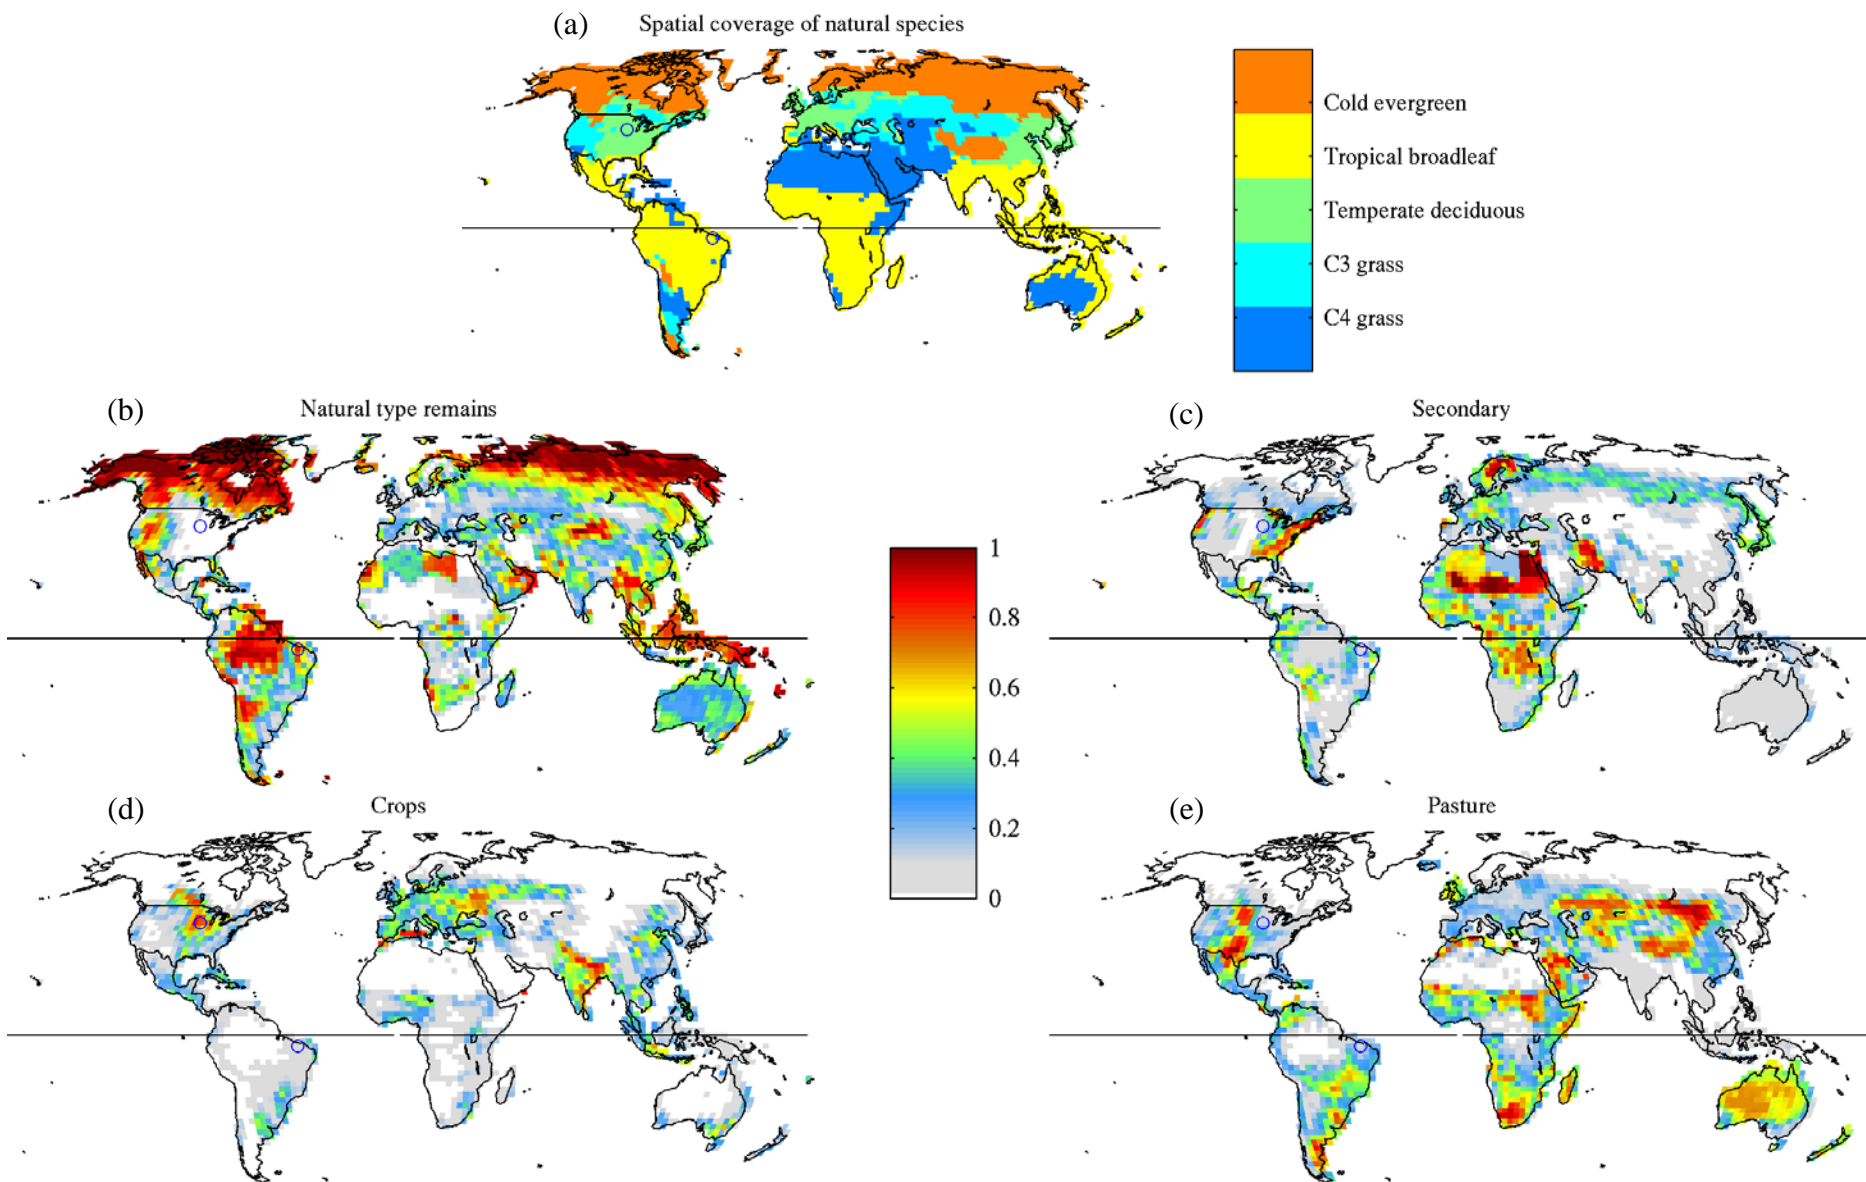 (a)
Spatial coverage of natural species
Cold evergreen
Tropical broadleaf
Temperate deciduous
C3 grass
C4 grass
(b)
Natural type remains
(c)
Secondary
1
0.8
0.6
0.4
0.2
0
(d)
Crops
(e)
Pasture